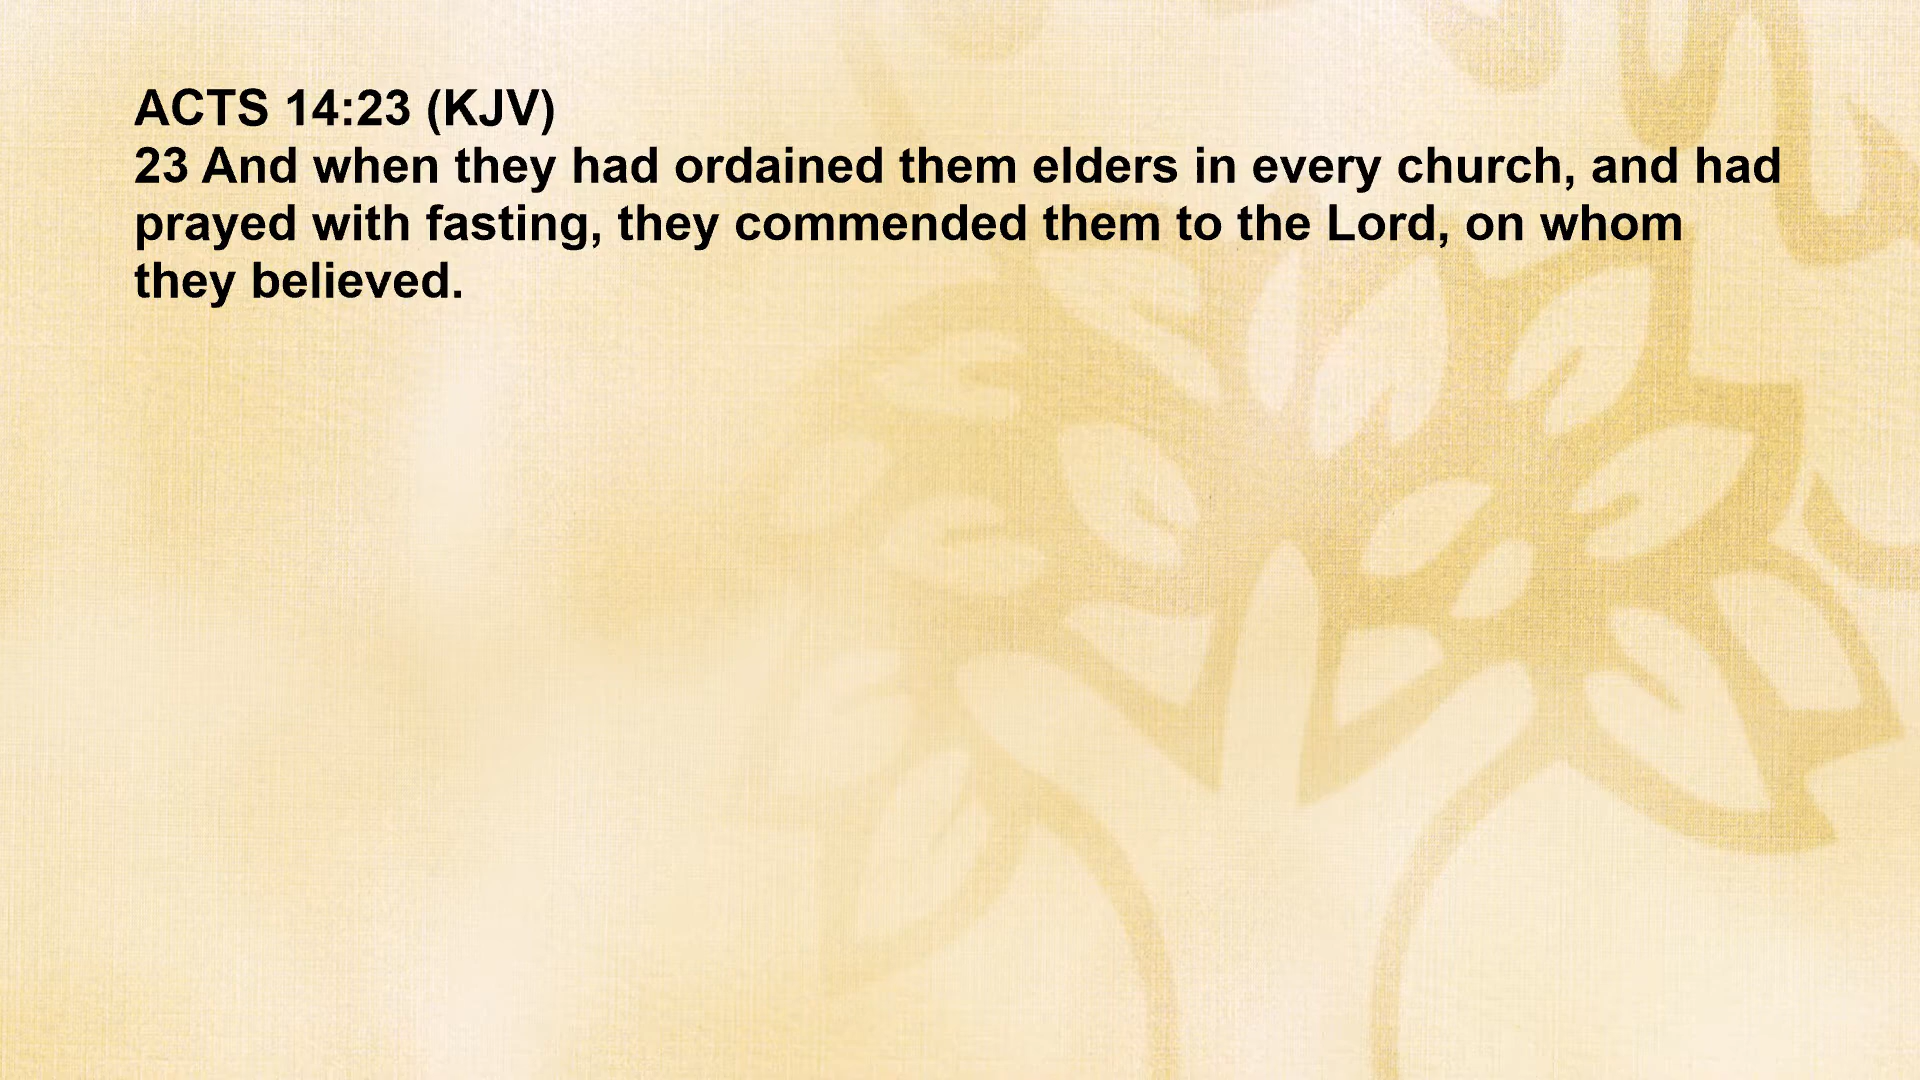 ACTS 14:23 (KJV)
23 And when they had ordained them elders in every church, and had
prayed with fasting, they commended them to the Lord, on whom
they believed.